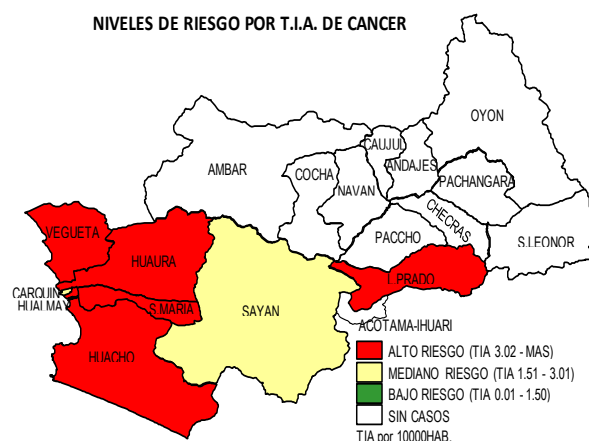 NIVELES DE RIESGO POR T.I.A. DE CANCER
OYON
CAUJUL
ANDAJES
AMBAR
COCHA
NAVAN
PACHANGARA
CHECRAS
VEGUETA
HUAURA
PACCHO
S.LEONOR
L.PRADO
CARQUIN
HUALMAY
S.MARIA
SAYAN
HUACHO
ACOTAMA-IHUARI
ALTO RIESGO (TIA 3.02 - MAS)
MEDIANO RIESGO (TIA 1.51 - 3.01)
BAJO RIESGO (TIA 0.01 - 1.50)
SIN CASOS
TIA por 10000HAB.